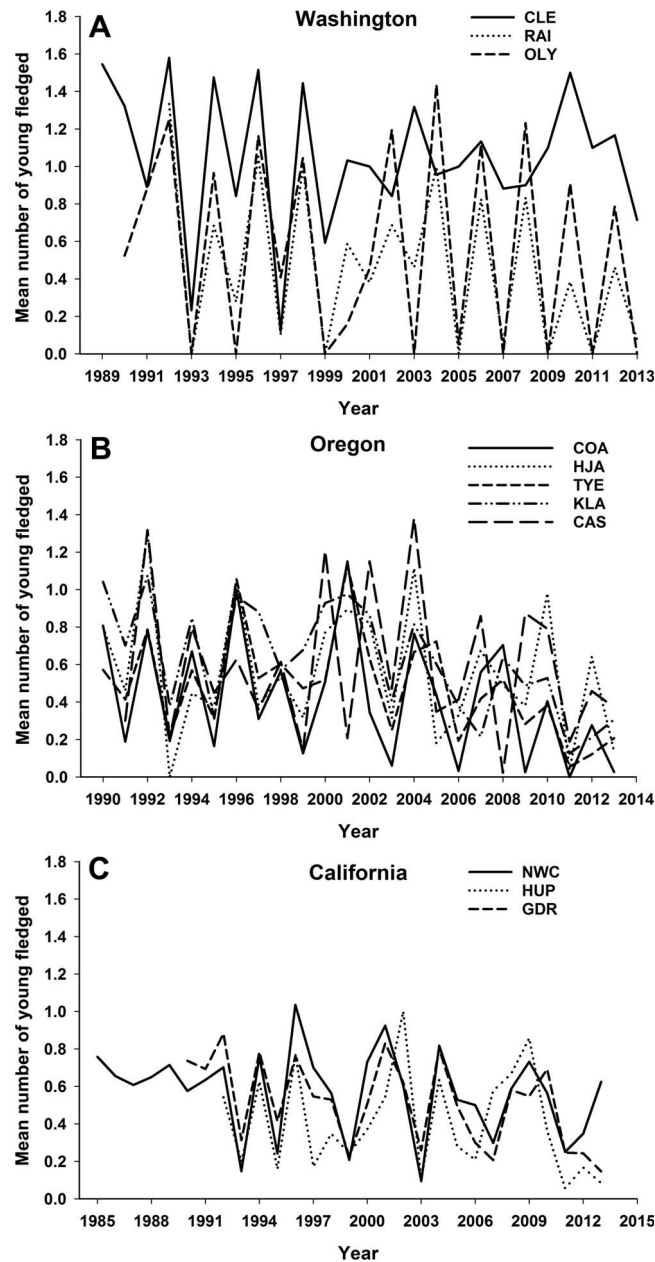 A
Washington
CLE
RAI
OLY
Mean number of young fledged
1.8
1.6
1.4
1.2
1.0
0.8
0.6
0.4
0.2
0.0
1989 1991 1993 1995 1997 1999 2001 2003 2005 2007 2009 2011 2013
Year
B
Oregon
COA
HJA
TYE
KLA
CAS
Mean number of young fledged
1.8
1.6
1.4
1.2
1.0
0.8
0.6
0.4
0.2
0.0
1990 1992 1994 1996 1998 2000 2002 2004 2006 2008 2010 2012 2014
Year
C
California
NWC
HUP
GDR
Mean number of young fledged
1.8
1.6
1.4
1.2
1.0
0.8
0.6
0.4
0.2
0.0
1985 1988 1991 1994 1997 2000 2003 2006 2009 2012 2015
Year